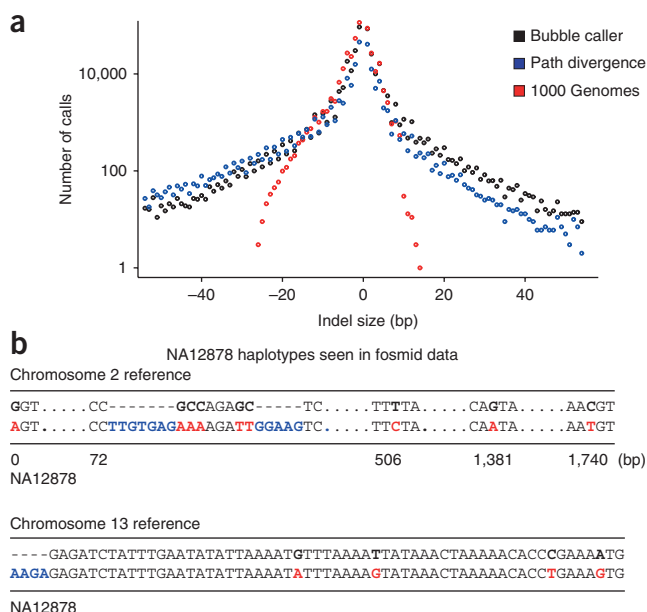 a
Bubble caller
Path divergence
1000 Genomes
Number of calls
10,000
100
1
−40 −20 0 20 40
Indel size (bp)
b
NA12878 haplotypes seen in fosmid data
Chromosome 2 reference
GGT.....CC-------GCCAGAGC-----TC.....TTTTA.....CAGTA.....AACGT
AGT.....CCTTGTGAGAAAAGATTGGAAGTC.....TTCTA.....CAATA.....AATGT
0 72 506 1,381 1,740 (bp)
NA12878
Chromosome 13 reference
----GAGATCTATTTGAATATATTAAAATGTTTAAAATTATAAACTAAAAACACCCGAAAATG
AAGAGAGATCTATTTGAATATATTAAAATATTTAAAAGTATAAACTAAAAACACCTGAAAGTG
NA12878